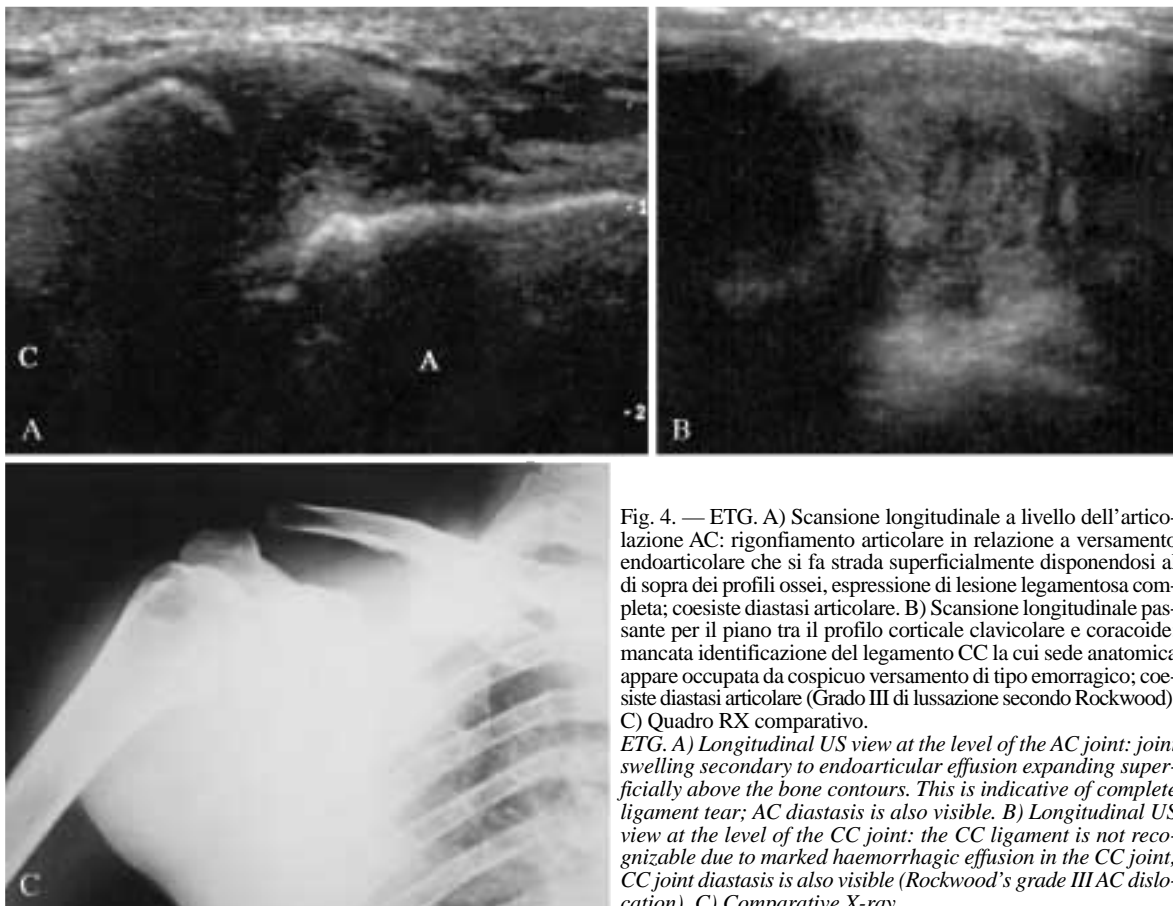 C
A
-1
-2
A
B
C
Fig. 4. — ETG. A) Scansione longitudinale a livello dell'artico-
lazione AC: rigonfiamento articolare in relazione a versamento
endoarticolare che si fa strada superficialmente disponendosi al
di sopra dei profili ossei, espressione di lesione legamentosa com-
pleta; coesiste diastasi articolare. B) Scansione longitudinale pas-
sante per il piano tra il profilo corticale clavicolare e coracoide
mancata identificazione del legamento CC la cui sede anatomica
appare occupata da cospicuo versamento di tipo emorragico; coe-
siste diastasi articolare (Grado III di lussazione secondo Rockwood)
C) Quadro RX comparativo.
ETG. A) Longitudinal US view at the level of the AC joint: joint
swelling secondary to endoarticular effusion expanding super-
ficially above the bone contours. This is indicative of complete
ligament tear; AC diastasis is also visible. B) Longitudinal US
view at the level of the CC joint: the CC ligament is not reco-
gnizable due to marked haemorrhagic effusion in the CC joint,
CC joint diastasis is also visible (Rockwood's grade III AC dislo-
cation). C) Comparative X-ray